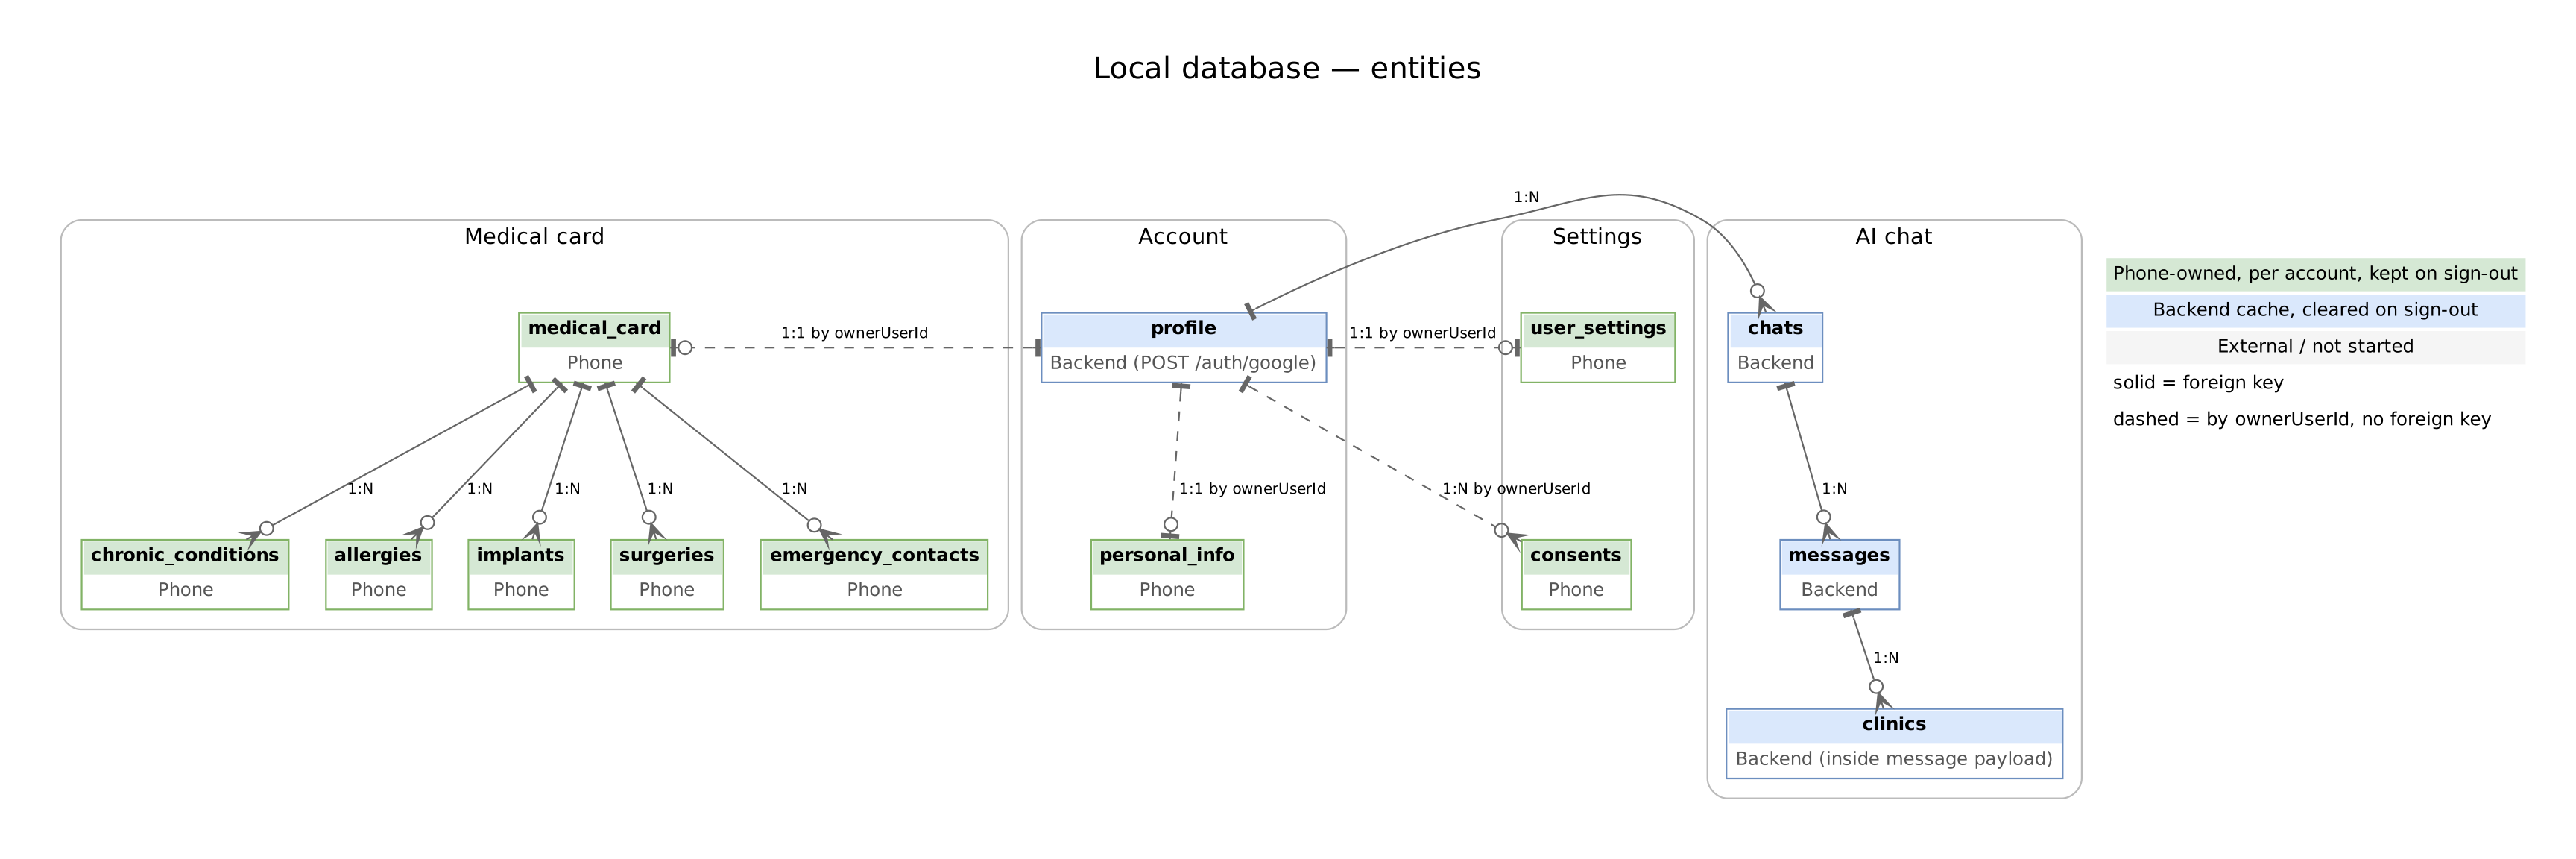 Local database — entities
1:N
Medical card
Account
Settings
AI chat
medical_card
Phone
1:1 by ownerUserId
profile
Backend (POST /auth/google)
1:1 by ownerUserId
user_settings
Phone
chats
Backend
Phone-owned, per account, kept on sign-out
Backend cache, cleared on sign-out
External / not started
solid = foreign key
dashed = by ownerUserId, no foreign key
1:N
1:N
1:N
1:N
1:N
1:1 by ownerUserId
1:N by ownerUserId
1:N
chronic_conditions
Phone
allergies
Phone
implants
Phone
surgeries
Phone
emergency_contacts
Phone
personal_info
Phone
consents
Phone
messages
Backend
1:N
clinics
Backend (inside message payload)